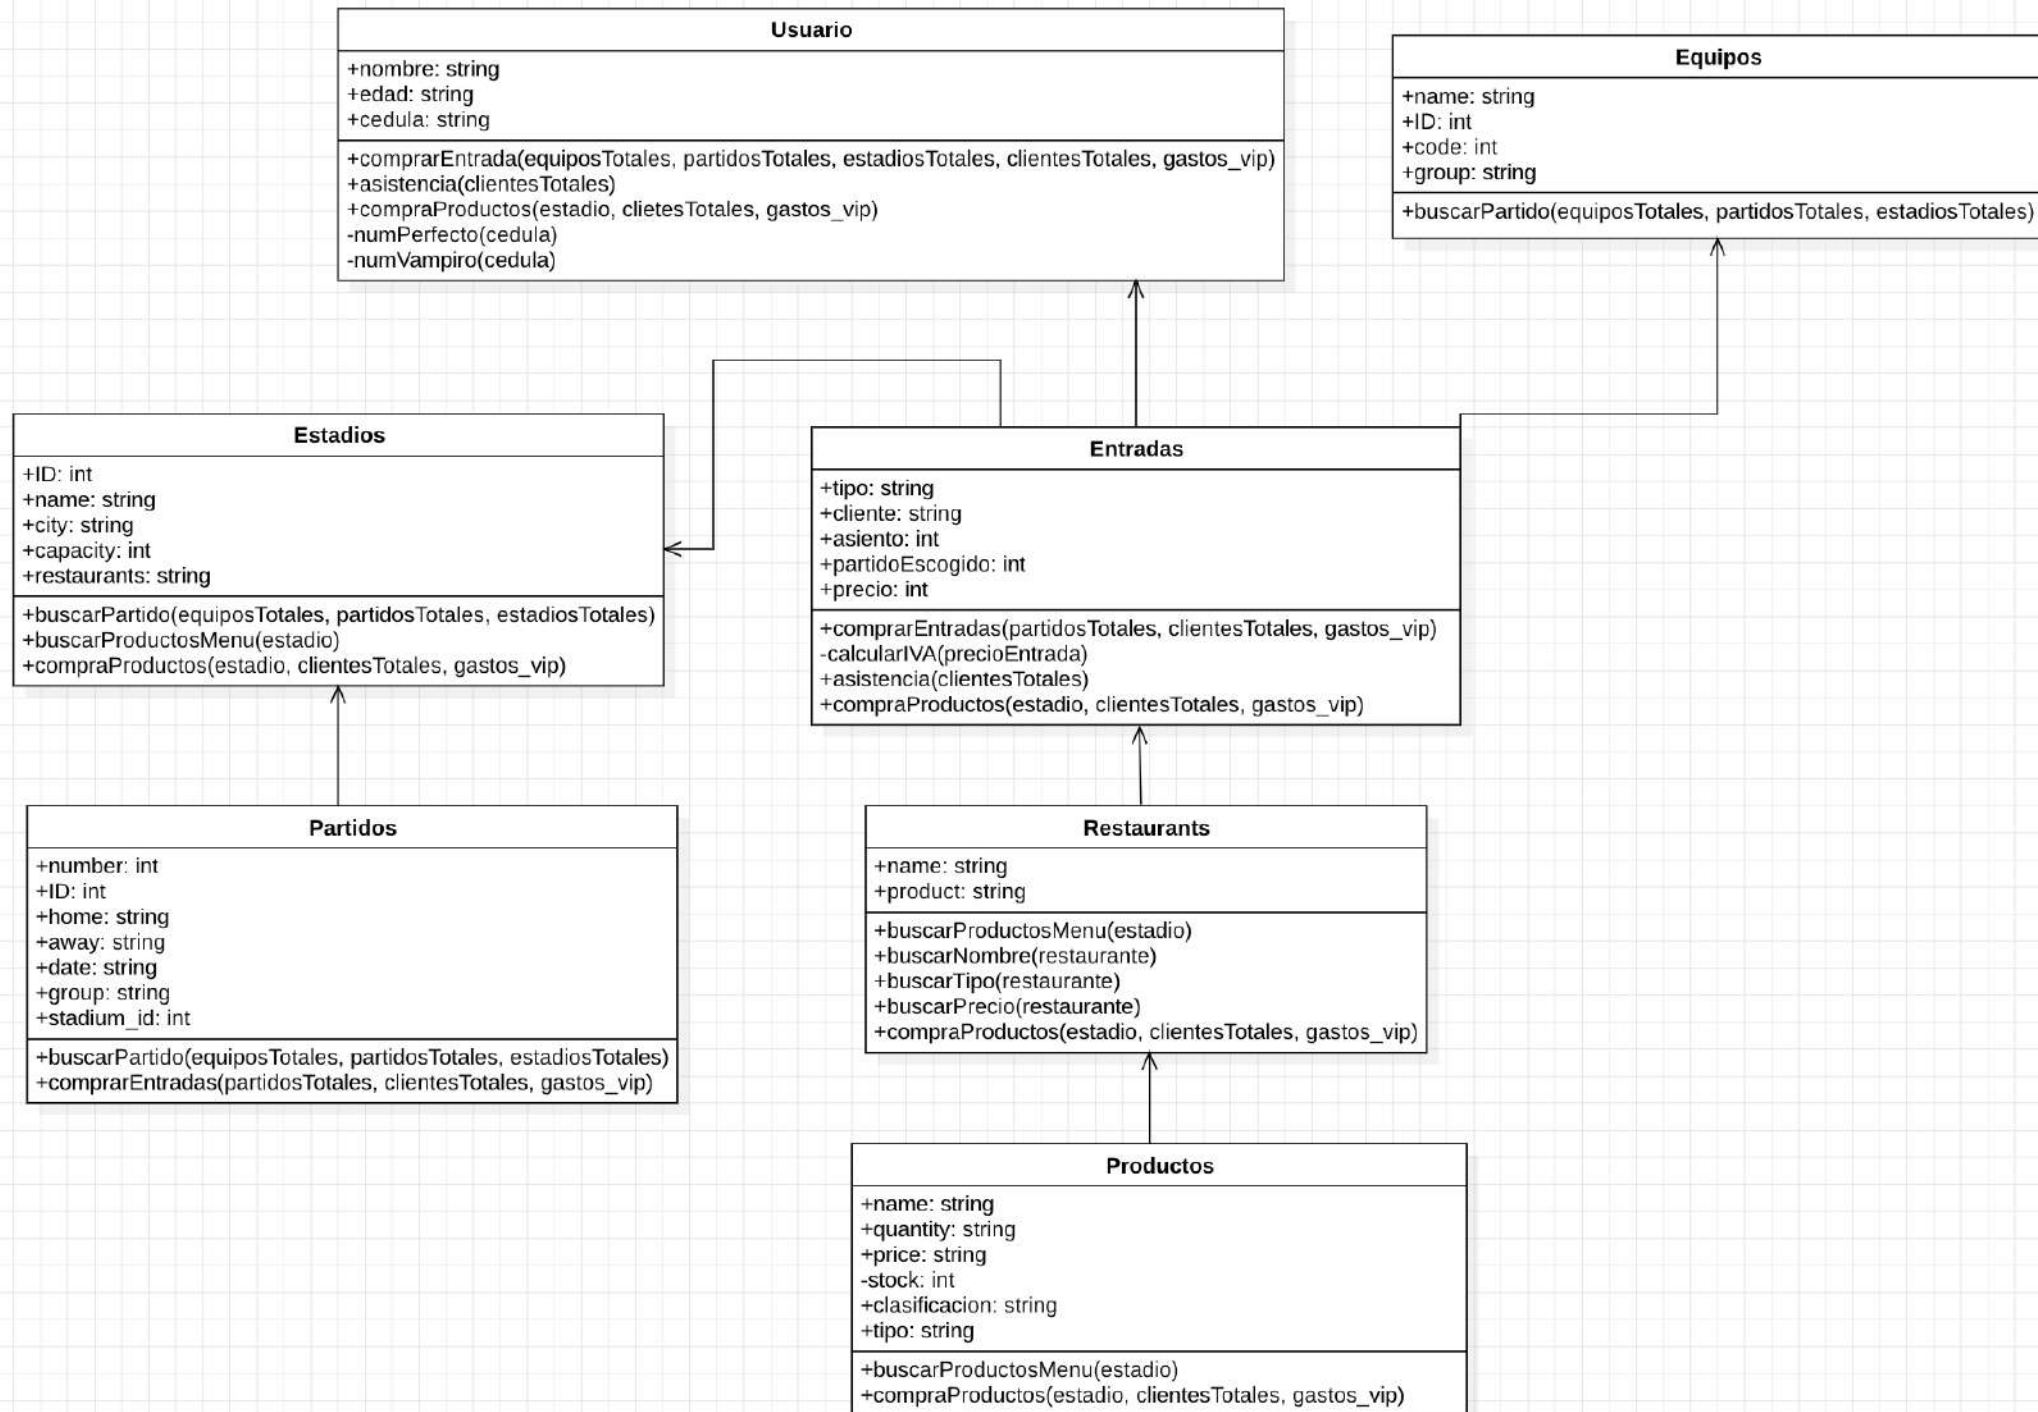 Usuario
+nombre: string
+edad: string
+cedula: string
+comprarEntrada(equiposTotales, partidosTotales, estadiosTotales, clientesTotales, gastos_vip)
+asistencia(clientesTotales)
+compraProductos(estadio, clietesTotales, gastos_vip)
-numPerfecto(cedula)
-numVampiro(cedula)
Equipos
+name: string
+ID: int
+code: int
+group: string
+buscarPartido(equiposTotales, partidosTotales, estadiosTotales)
Estadios
+ID: int
+name: string
+city: string
+capacity: int
+restaurants: string
+buscarPartido(equiposTotales, partidosTotales, estadiosTotales)
+buscarProductosMenu(estadio)
+compraProductos(estadio, clientesTotales, gastos_vip)
Entradas
+tipo: string
+cliente: string
+asiento: int
+partidoEscogido: int
+precio: int
+comprarEntradas(partidosTotales, clientesTotales, gastos_vip)
-calcularIVA(precioEntrada)
+asistencia(clientesTotales)
+compraProductos(estadio, clientesTotales, gastos_vip)
Partidos
+number: int
+ID: int
+home: string
+away: string
+date: string
+group: string
+stadium_id: int
+buscarPartido(equiposTotales, partidosTotales, estadiosTotales)
+comprarEntradas(partidosTotales, clientesTotales, gastos_vip)
Restaurants
+name: string
+product: string
+buscarProductosMenu(estadio)
+buscarNombre(restaurante)
+buscarTipo(restaurante)
+buscarPrecio(restaurante)
+compraProductos(estadio, clientesTotales, gastos_vip)
Productos
+name: string
+quantity: string
+price: string
-stock: int
+clasificacion: string
+tipo: string
+buscarProductosMenu(estadio)
+compraProductos(estadio, clientesTotales, gastos_vip)